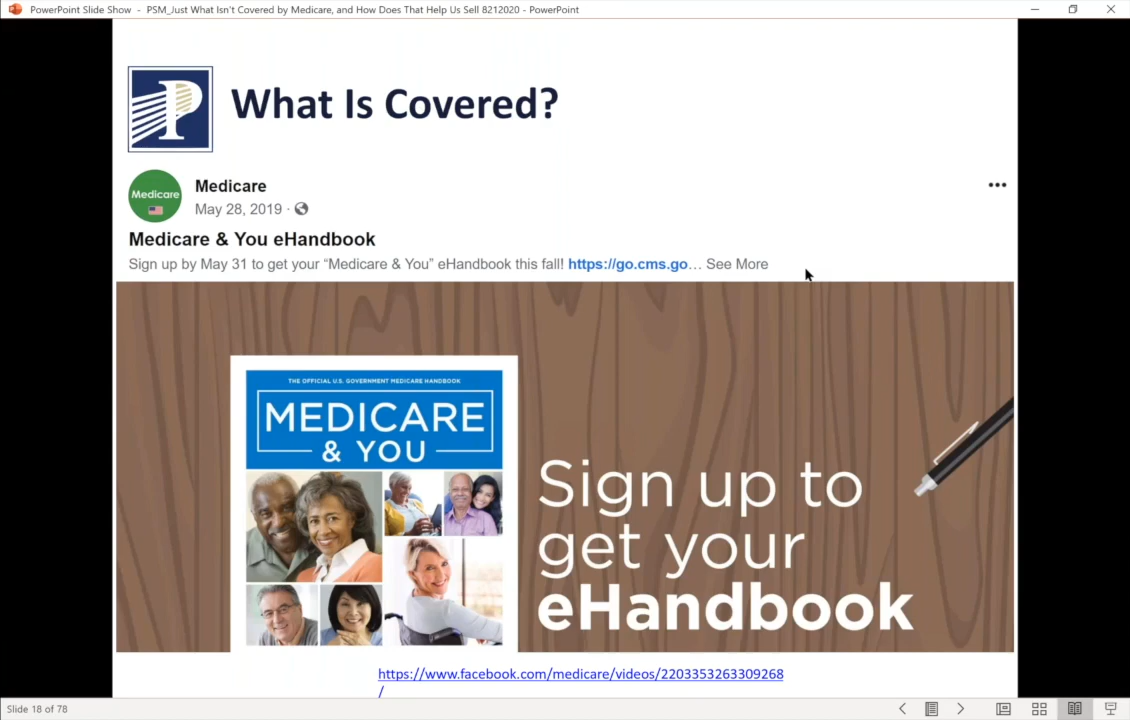 PowerPoint Slide Show - PSM_Just What Isn't Covered by Medicare, and How Does That Help Us Sell 8212020 - PowerPoint
P
What Is Covered?
Medicare
Medicare
May 28, 2019 ·
Medicare & You eHandbook
Sign up by May 31 to get your “Medicare & You” eHandbook this fall! https://go.cms.go… See More
THE OFFICIAL U.S. GOVERNMENT MEDICARE HANDBOOK
MEDICARE
& YOU
Sign up to
get your
eHandbook
https://www.facebook.com/medicare/videos/2203353263309268
/
Slide 18 of 78